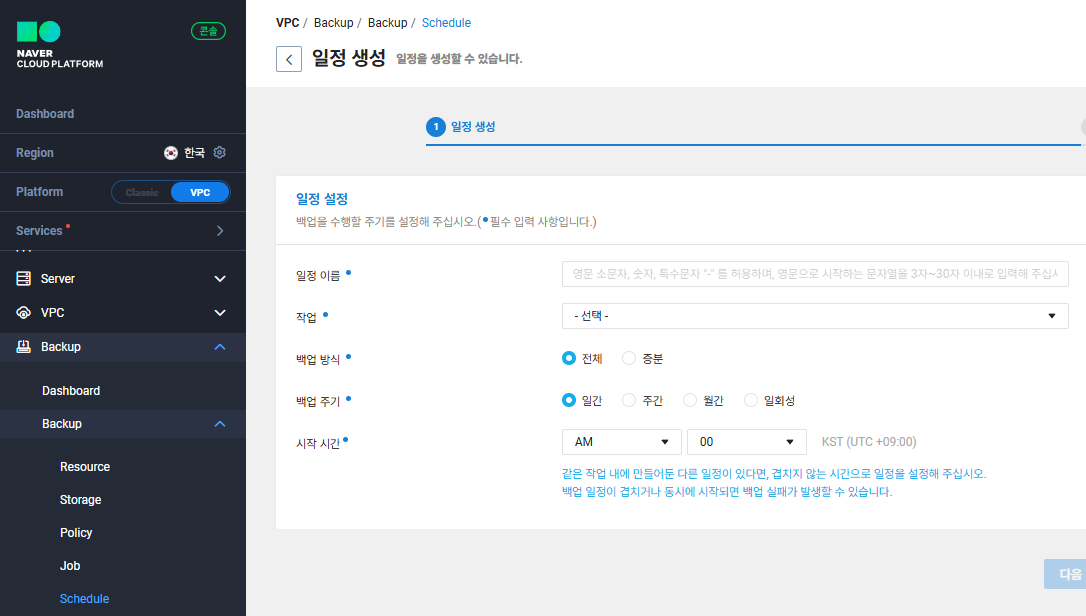 NAVER
CLOUD PLATFORM
콘솔
Dashboard
Region 한국
Platform Classic VPC
Services
Server
VPC
Backup
Dashboard
Backup
Resource
Storage
Policy
Job
Schedule
VPC / Backup / Backup / Schedule
일정 생성 일정을 생성할 수 있습니다.
1 일정 생성
일정 설정
백업을 수행할 주기를 설정해 주십시오.(● 필수 입력 사항입니다.)
일정 이름 ● 영문 소문자, 숫자, 특수문자 "-" 를 허용하며, 영문으로 시작하는 문자열을 3자~30자 이내로 입력해 주십시
작업 ● - 선택 -
백업 방식 ● 전체 증분
백업 주기 ● 일간 주간 월간 일회성
시작 시간 ● AM 00 KST (UTC +09:00)
같은 작업 내에 만들어둔 다른 일정이 있다면, 겹치지 않는 시간으로 일정을 설정해 주십시오.
백업 일정이 겹치거나 동시에 시작되면 백업 실패가 발생할 수 있습니다.
다음